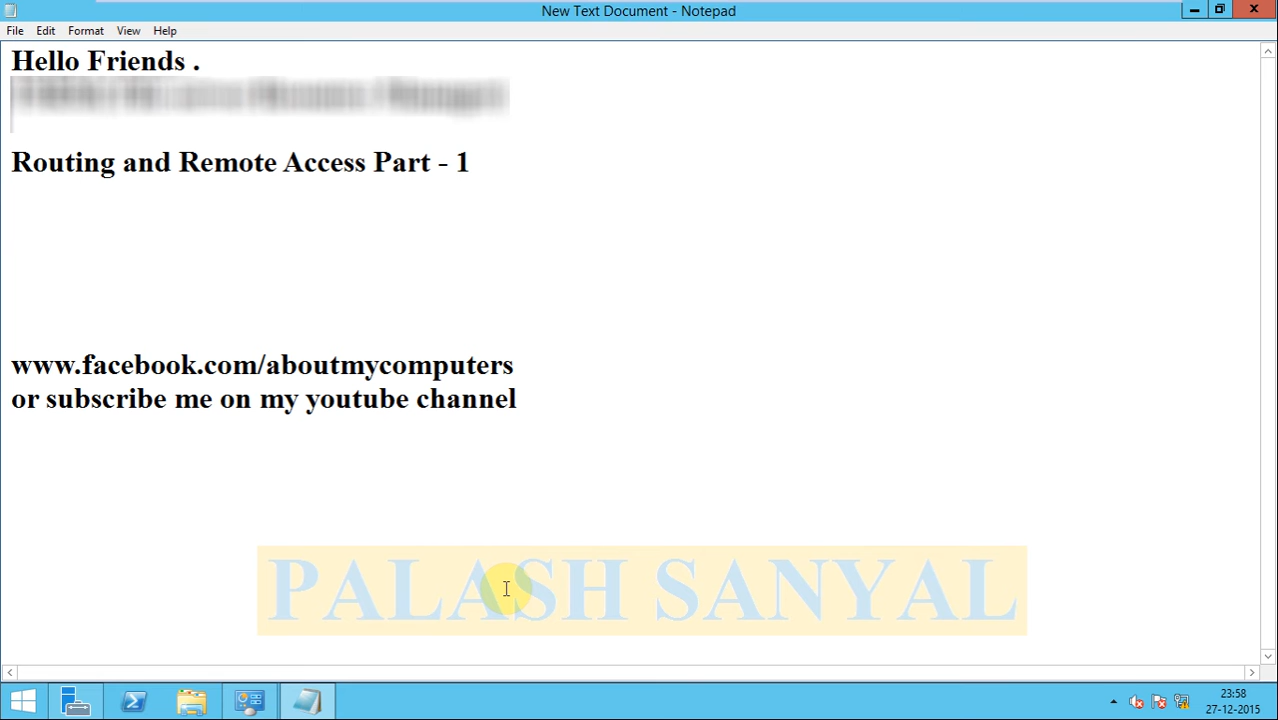 New Text Document - Notepad
File Edit Format View Help
Hello Friends .
Routing and Remote Access Part - 1
www.facebook.com/aboutmycomputers
or subscribe me on my youtube channel
PALASH SANYAL
23:58
27-12-2015